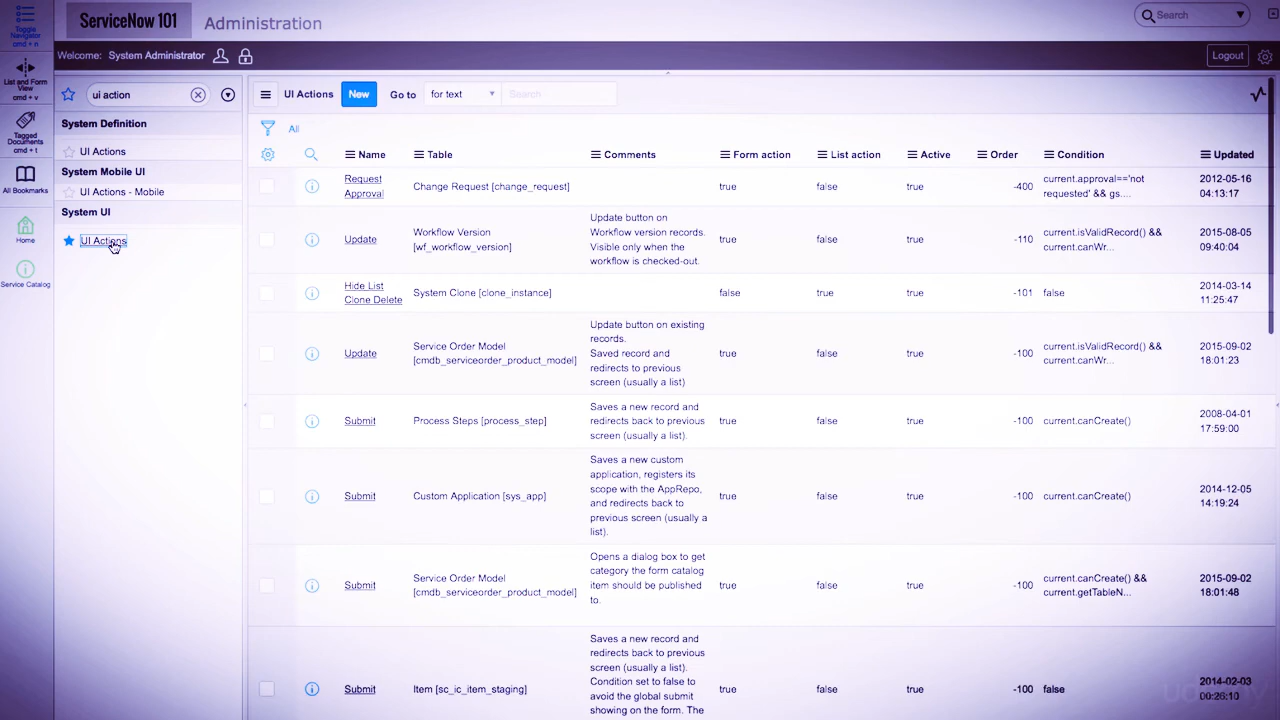 ServiceNow 101
Administration
Search
Toggle
Navigator
cmd + n
Welcome: System Administrator
Logout
List and Form
View
cmd + v
Tagged
Documents
cmd + t
All Bookmarks
Home
Service Catalog
ui action
System Definition
UI Actions
System Mobile UI
UI Actions - Mobile
System UI
UI Actions
UI Actions
New
Go to
for text
Search
All
Name
Table
Comments
Form action
List action
Active
Order
Condition
Updated
Request
Approval
Change Request [change_request]
true
false
true
-400
current.approval=='not
requested' && gs....
2012-05-16
04:13:17
Update
Workflow Version
[wf_workflow_version]
Update button on
Workflow version records.
Visible only when the
workflow is checked-out.
true
false
true
-110
current.isValidRecord() &&
current.canWr...
2015-08-05
09:40:04
Hide List
Clone Delete
System Clone [clone_instance]
false
true
true
-101
false
2014-03-14
11:25:47
Update
Service Order Model
[cmdb_serviceorder_product_model]
Update button on existing
records.
Saved record and
redirects to previous
screen (usually a list)
true
false
true
-100
current.isValidRecord() &&
current.canWr...
2015-09-02
18:01:23
Submit
Process Steps [process_step]
Saves a new record and
redirects back to previous
screen (usually a list).
true
false
true
-100
current.canCreate()
2008-04-01
17:59:00
Submit
Custom Application [sys_app]
Saves a new custom
application, registers its
scope with the AppRepo,
and redirects back to
previous screen (usually a
list).
true
false
true
-100
current.canCreate()
2014-12-05
14:19:24
Submit
Service Order Model
[cmdb_serviceorder_product_model]
Opens a dialog box to get
category the form catalog
item should be published
to.
true
false
true
-100
current.canCreate() &&
current.getTableN...
2015-09-02
18:01:48
Submit
Item [sc_ic_item_staging]
Saves a new record and
redirects back to previous
screen (usually a list).
Condition set to false to
avoid the global submit
showing on the form. The
true
false
true
-100
false
2014-02-03
00:26:10
udemy